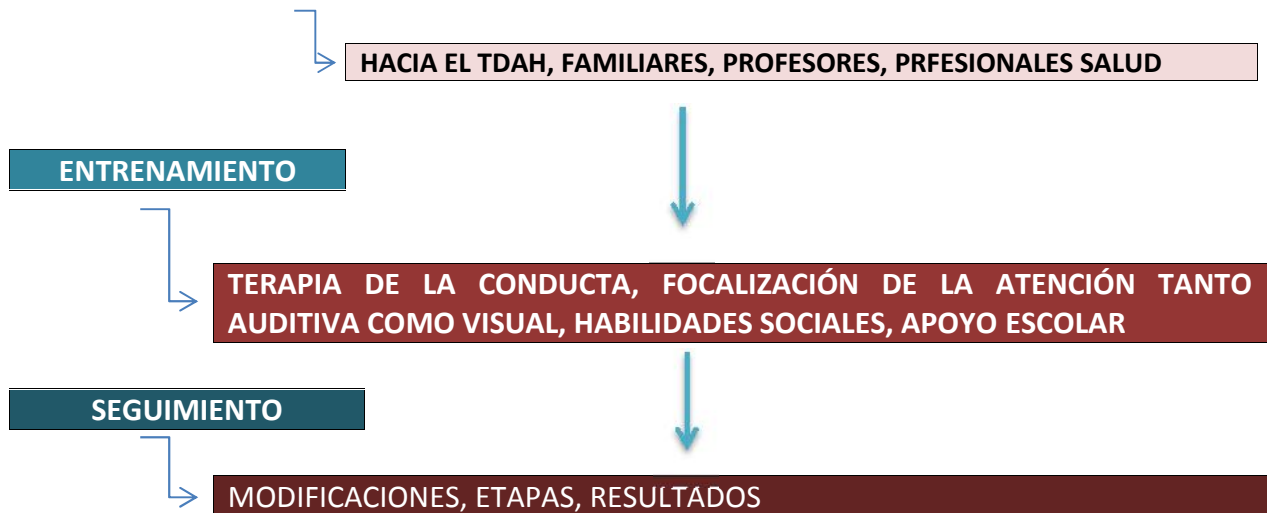 HACIA EL TDAH, FAMILIARES, PROFESORES, PRFESIONALES SALUD
ENTRENAMIENTO
TERAPIA DE LA CONDUCTA, FOCALIZACIÓN DE LA ATENCIÓN TANTO
AUDITIVA COMO VISUAL, HABILIDADES SOCIALES, APOYO ESCOLAR
SEGUIMIENTO
MODIFICACIONES, ETAPAS, RESULTADOS